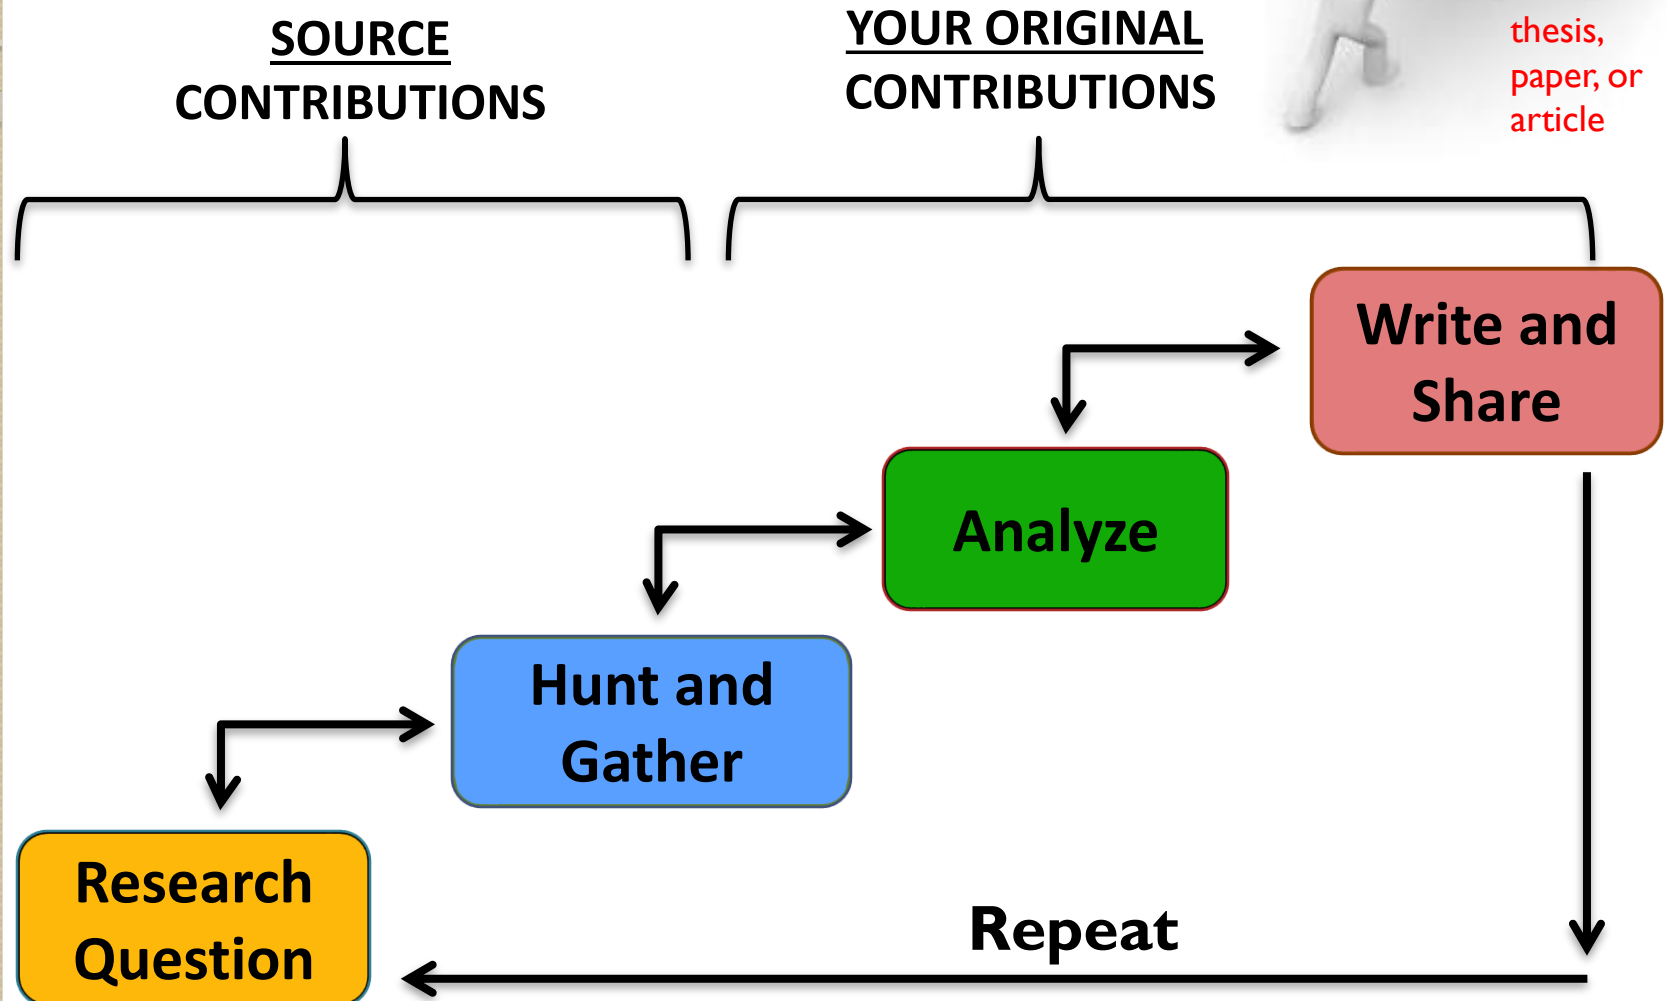 SOURCE
CONTRIBUTIONS
YOUR ORIGINAL
CONTRIBUTIONS
thesis,
paper, or
article
Write and
Share
Analyze
Hunt and
Gather
Research
Question
Repeat